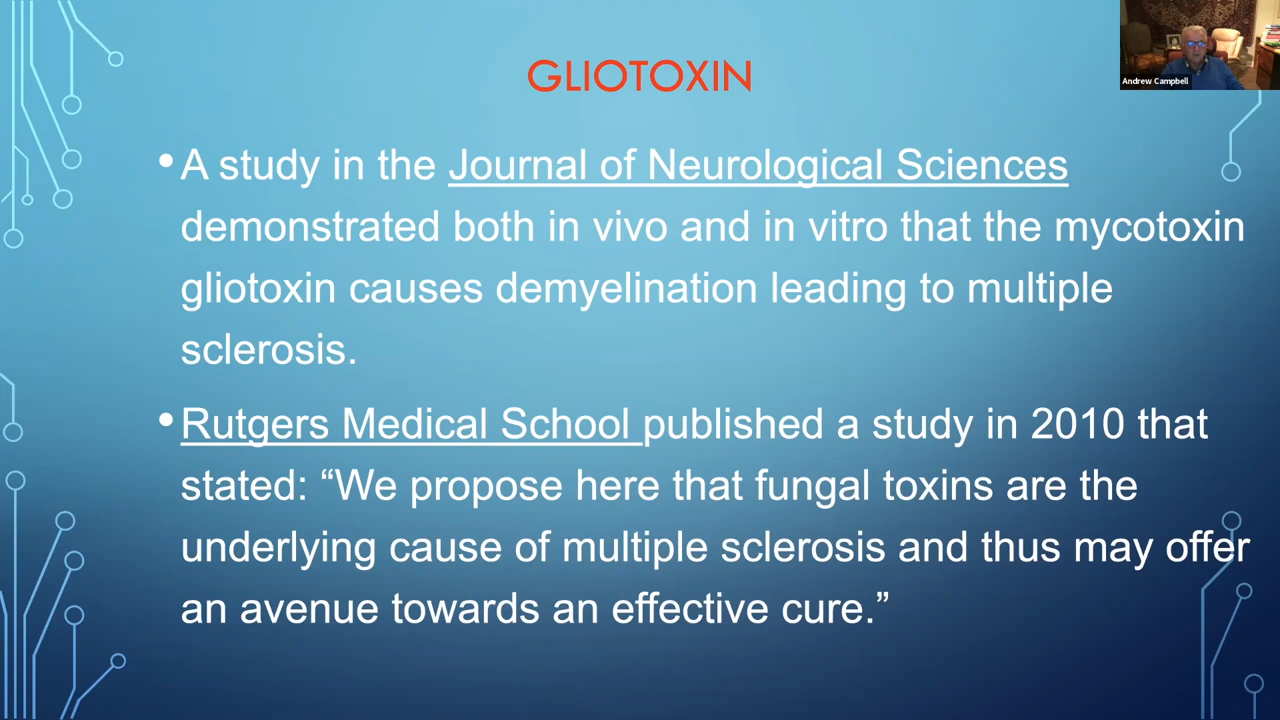 GLIOTOXIN
Andrew Campbell
• A study in the Journal of Neurological Sciences
demonstrated both in vivo and in vitro that the mycotoxin
gliotoxin causes demyelination leading to multiple
sclerosis.
• Rutgers Medical School published a study in 2010 that
stated: “We propose here that fungal toxins are the
underlying cause of multiple sclerosis and thus may offer
an avenue towards an effective cure.”